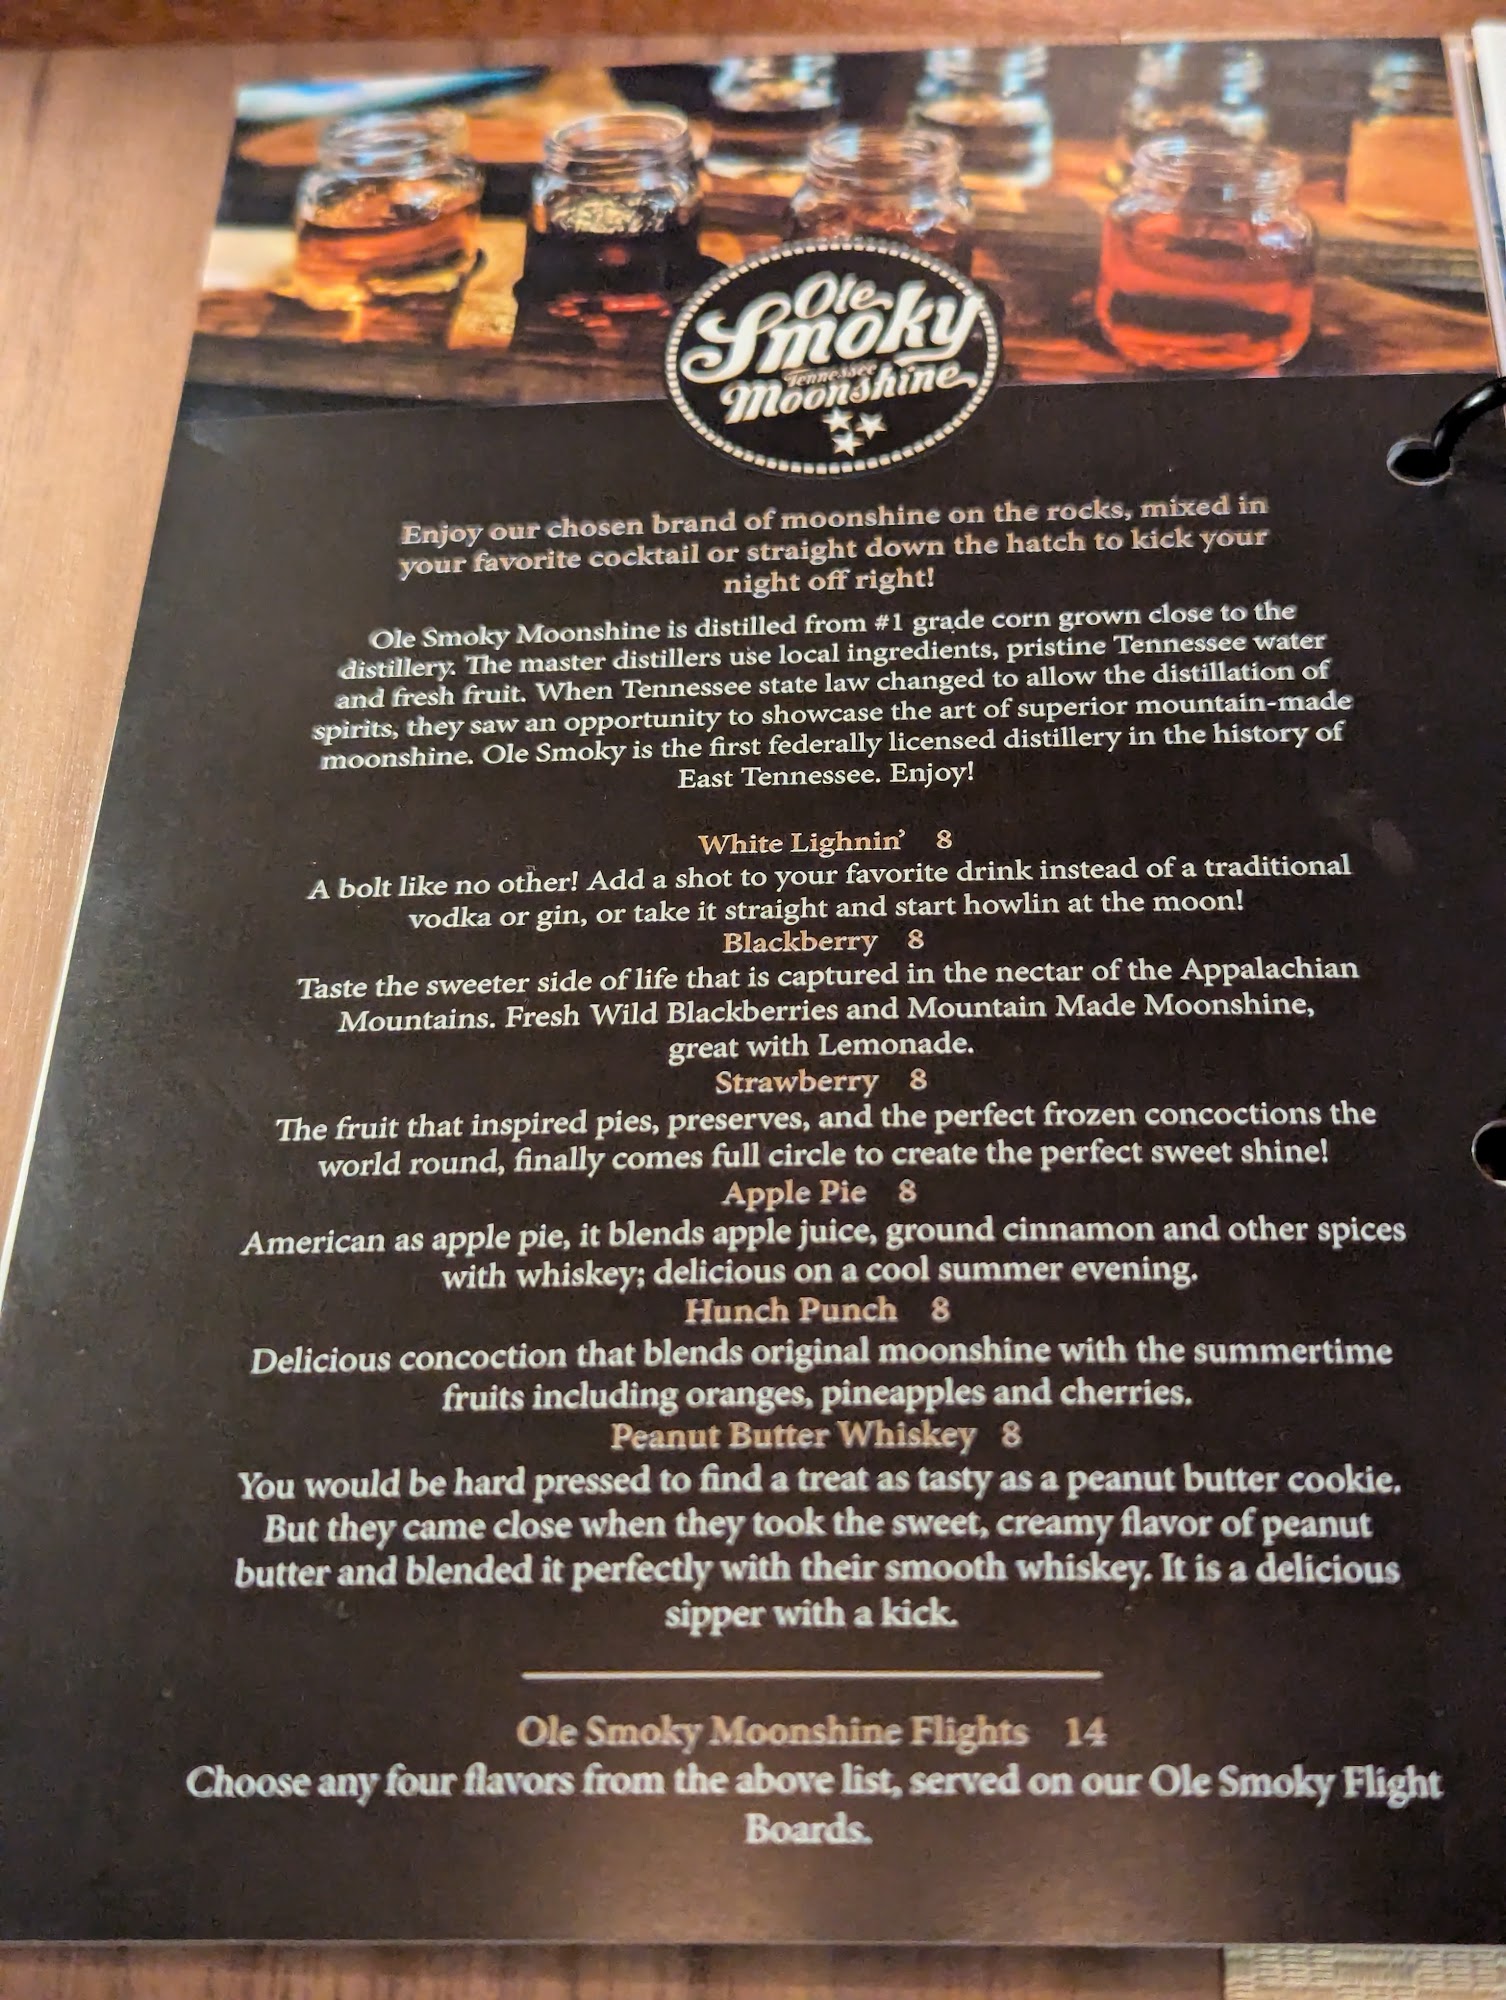 Ole
Smoky
Tennessee
Moonshine
Enjoy our chosen brand of moonshine on the rocks, mixed in
your favorite cocktail or straight down the hatch to kick your
night off right!
Ole Smoky Moonshine is distilled from #1 grade corn grown close to the
distillery. The master distillers use local ingredients, pristine Tennessee water
and fresh fruit. When Tennessee state law changed to allow the distillation of
spirits, they saw an opportunity to showcase the art of superior mountain-made
moonshine. Ole Smoky is the first federally licensed distillery in the history of
East Tennessee. Enjoy!
White Lighnin’ 8
A bolt like no other! Add a shot to your favorite drink instead of a traditional
vodka or gin, or take it straight and start howlin at the moon!
Blackberry 8
Taste the sweeter side of life that is captured in the nectar of the Appalachian
Mountains. Fresh Wild Blackberries and Mountain Made Moonshine,
great with Lemonade.
Strawberry 8
The fruit that inspired pies, preserves, and the perfect frozen concoctions the
world round, finally comes full circle to create the perfect sweet shine!
Apple Pie 8
American as apple pie, it blends apple juice, ground cinnamon and other spices
with whiskey; delicious on a cool summer evening.
Hunch Punch 8
Delicious concoction that blends original moonshine with the summertime
fruits including oranges, pineapples and cherries.
Peanut Butter Whiskey 8
You would be hard pressed to find a treat as tasty as a peanut butter cookie.
But they came close when they took the sweet, creamy flavor of peanut
butter and blended it perfectly with their smooth whiskey. It is a delicious
sipper with a kick.
Ole Smoky Moonshine Flights 14
Choose any four flavors from the above list, served on our Ole Smoky Flight
Boards.